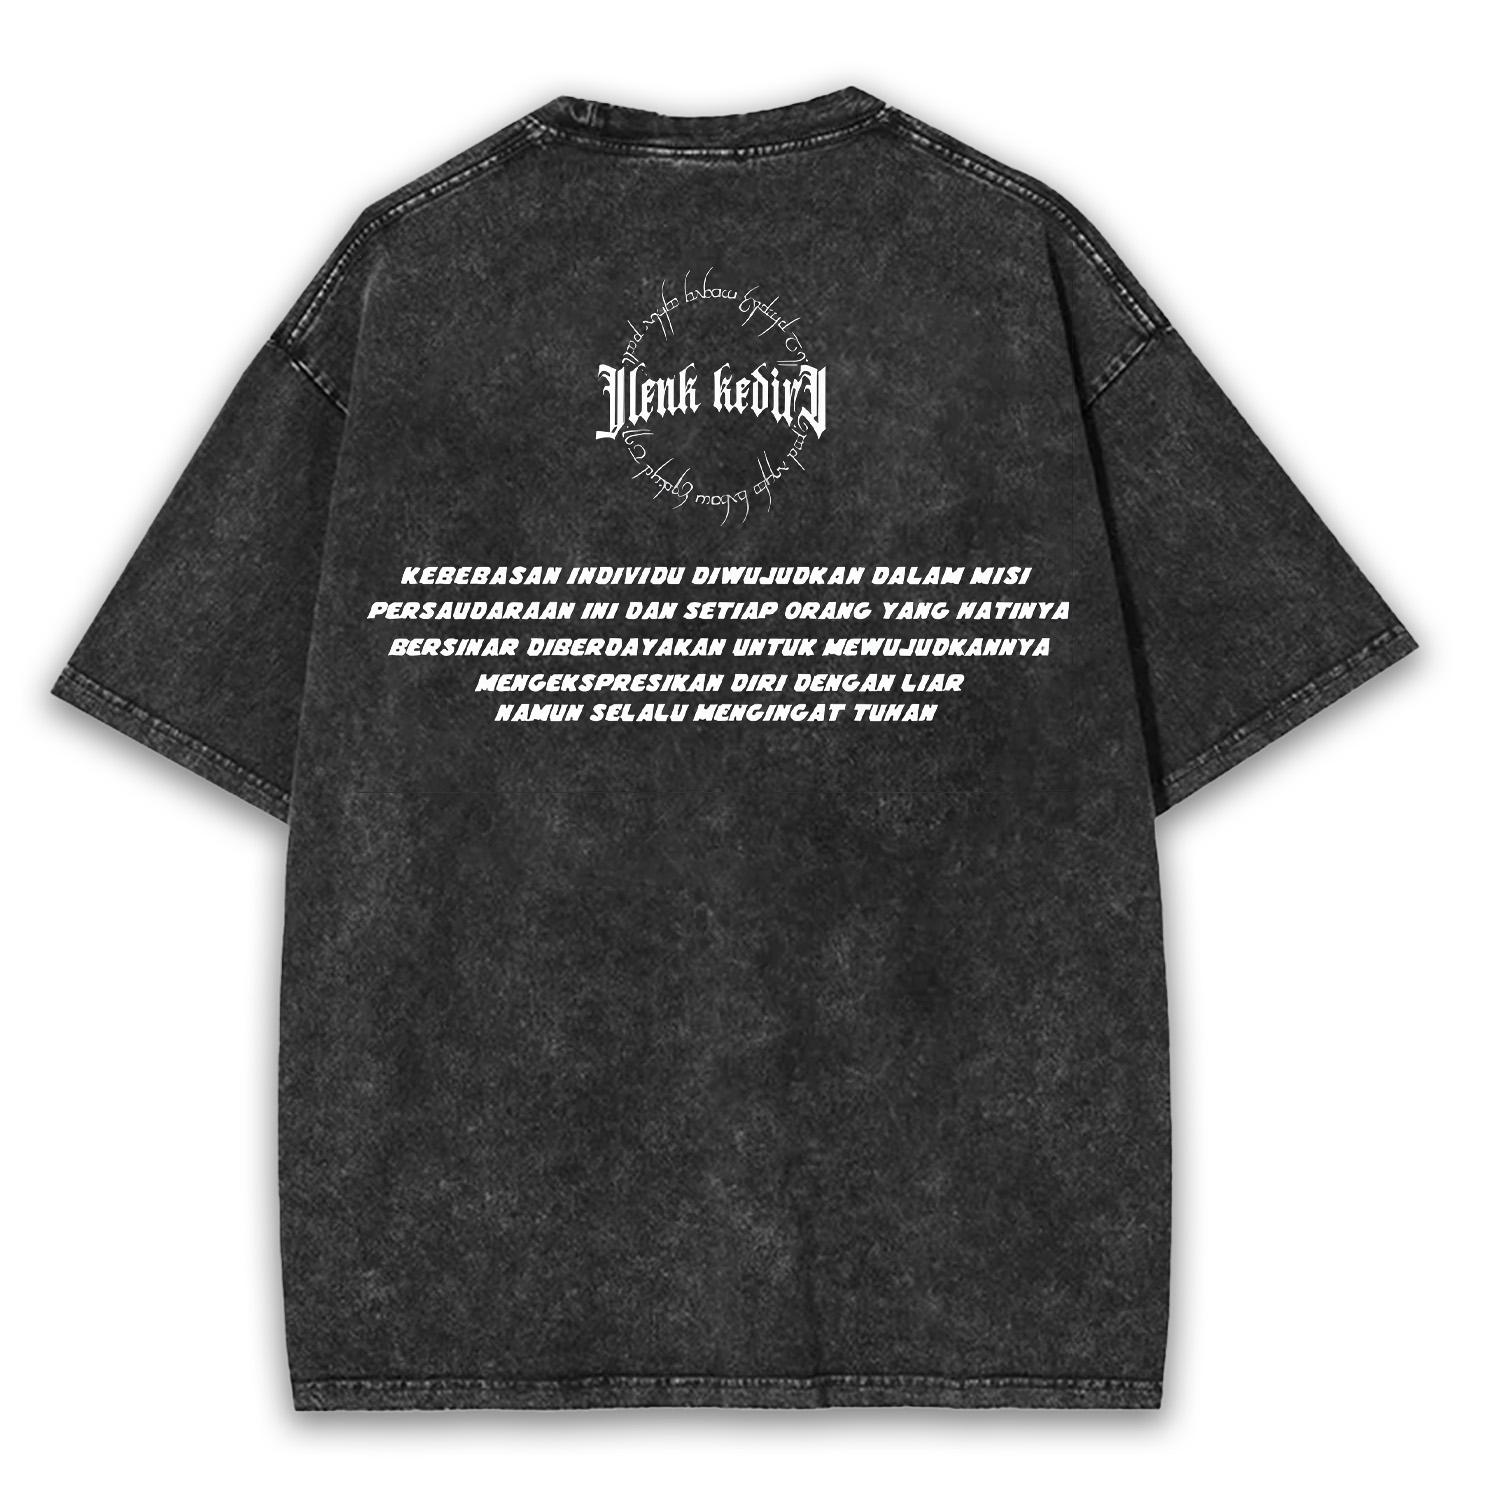 kediri
KEBEBASAN INDIVIDU DIWUJUDKAN DALAM MISI
PERSAUDARAAN INI DAN SETIAP ORANG YANG HATINYA
BERSINAR DIBERDAYAKAN UNTUK MEWUJUDKANNYA
MENGEKSPRESIKAN DIRI DENGAN LIAR
NAMUN SELALU MENGINGAT TUHAN